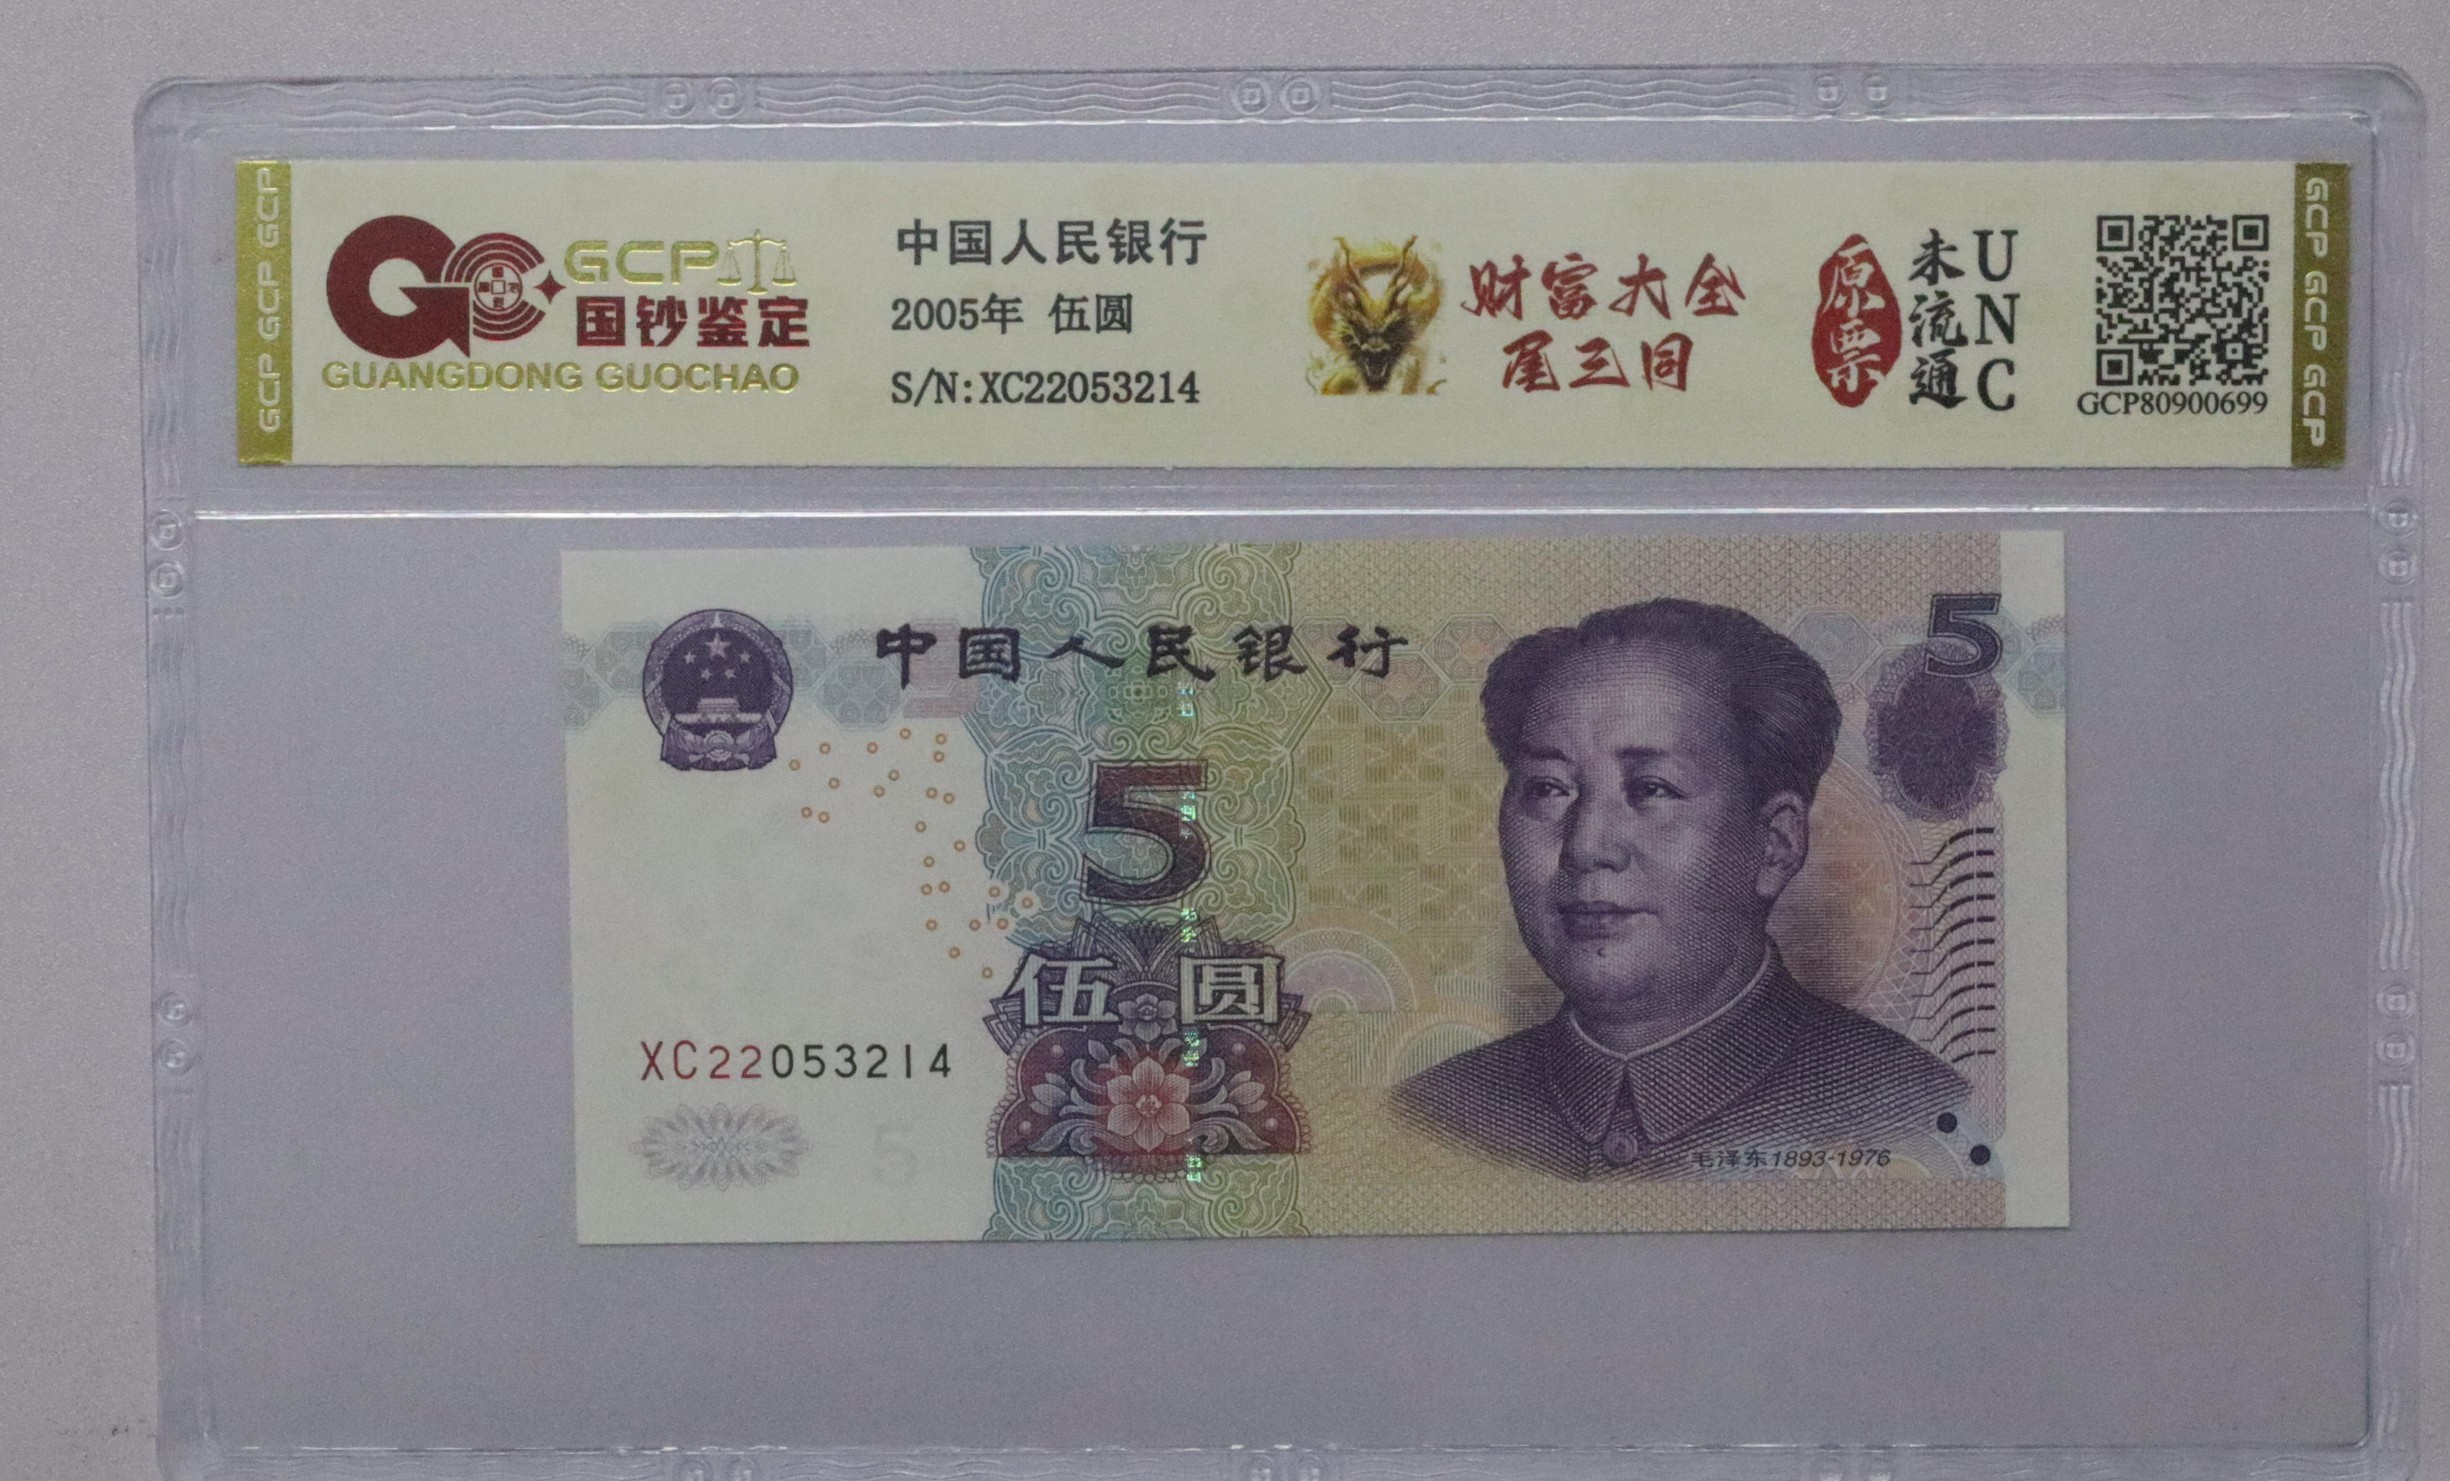 GCP GCP GCP
GCP
国钞鉴定
GUANGDONG GUOCHAO
中国人民银行
2005年 伍圆
S/N:XC22053214
财富大全
尾三同
原票
未流通
UNC
GCP80900699
GCP GCP GCP
中国人民银行
5
5
伍圆
XC22053214
5
毛泽东1893-1976